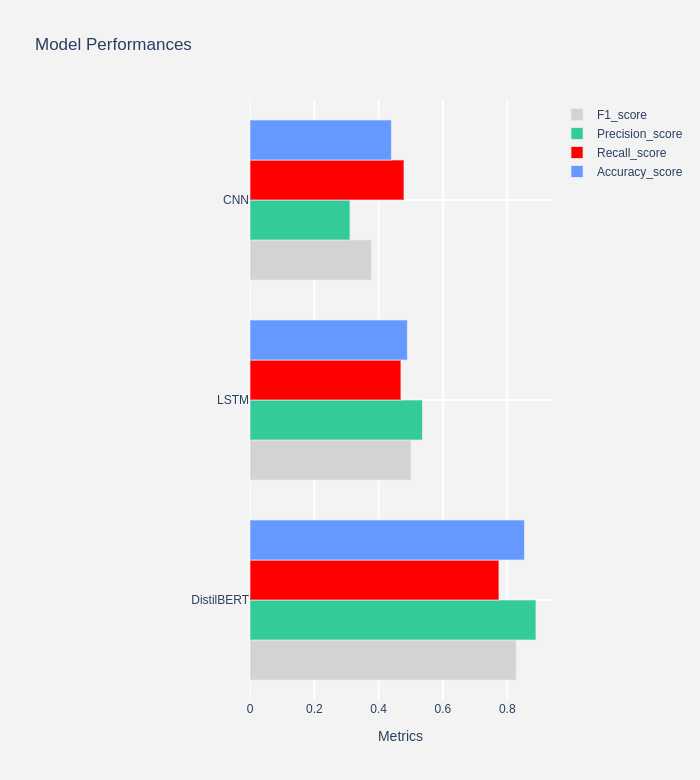 Model Performances
F1_score
Precision_score
Recall_score
Accuracy_score
CNN
LSTM
DistilBERT
0 0.2 0.4 0.6 0.8
Metrics